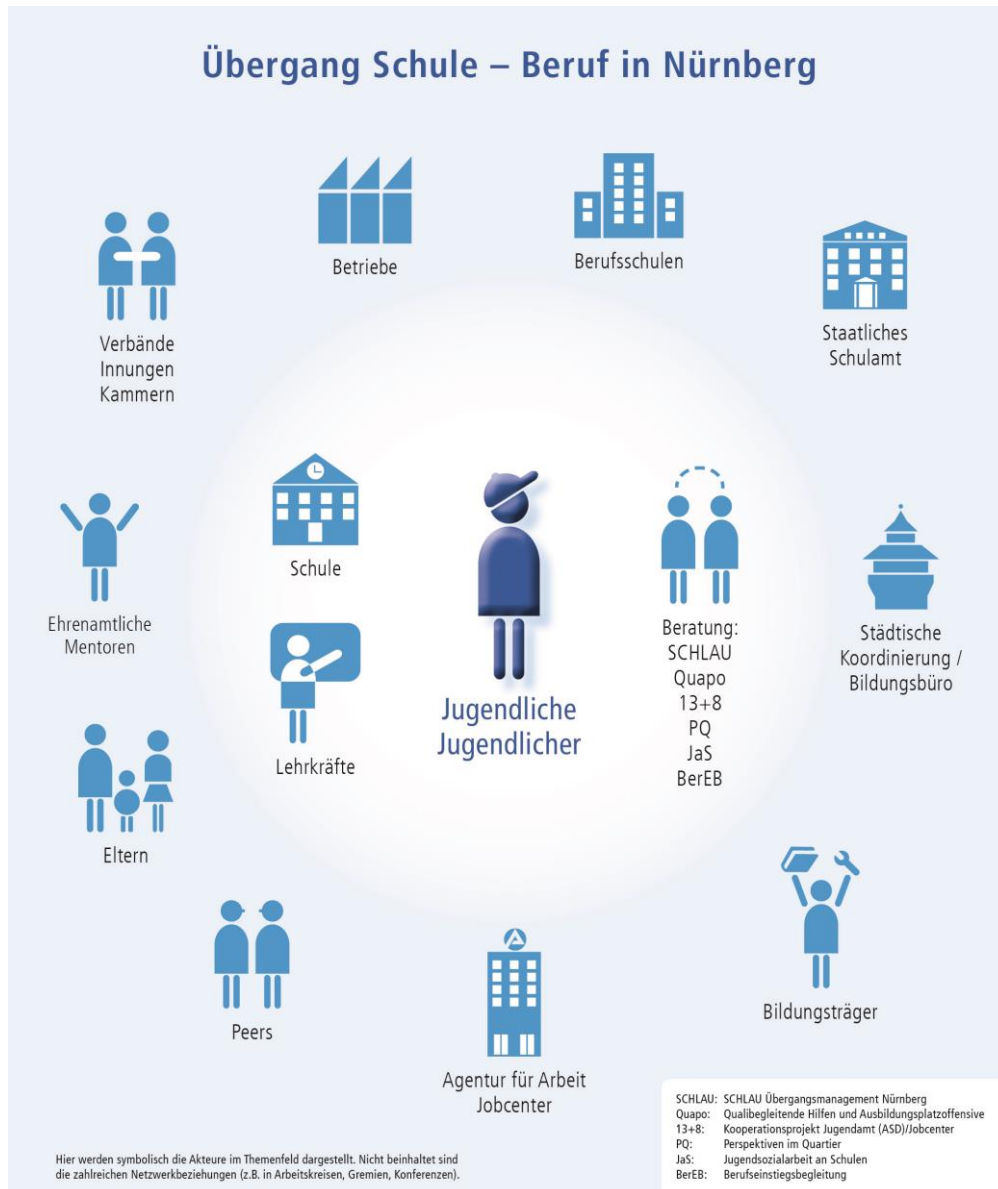 Übergang Schule – Beruf in Nürnberg
Betriebe
Berufsschulen
Verbände
Innungen
Kammern
Staatliches
Schulamt
Schule
Ehrenamtliche
Mentoren
Lehrkräfte
Jugendliche
Jugendlicher
Beratung:
SCHLAU
Quapo
13+8
PQ
JaS
BerEB
Städtische
Koordinierung /
Bildungsbüro
Eltern
Peers
Agentur für Arbeit
Jobcenter
Bildungsträger
Hier werden symbolisch die Akteure im Themenfeld dargestellt. Nicht beinhaltet sind
die zahlreichen Netzwerkbeziehungen (z.B. in Arbeitskreisen, Gremien, Konferenzen).
SCHLAU: SCHLAU Übergangsmanagement Nürnberg
Quapo: Qualibegleitende Hilfen und Ausbildungsplatzoffensive
13+8: Kooperationsprojekt Jugendamt (ASD)/Jobcenter
PQ: Perspektiven im Quartier
JaS: Jugendsozialarbeit an Schulen
BerEB: Berufseinstiegsbegleitung